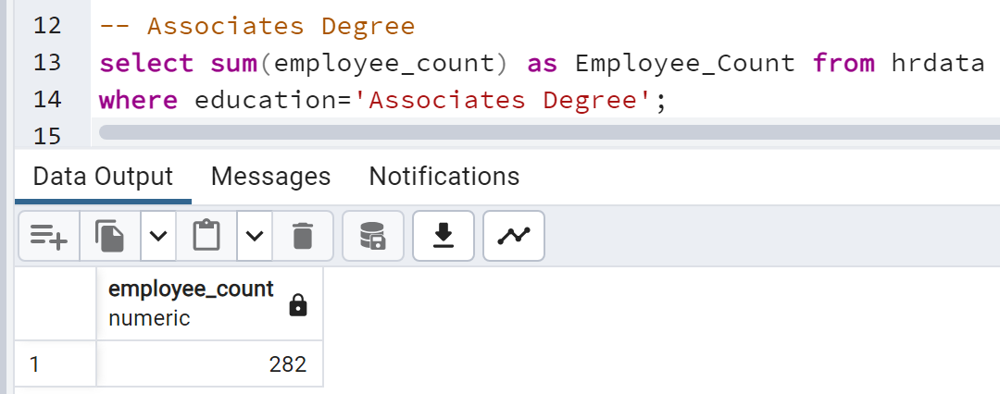 12 -- Associates Degree
13 select sum(employee_count) as Employee_Count from hrdata
14 where education='Associates Degree';
15
Data Output Messages Notifications
employee_count
numeric
1 282